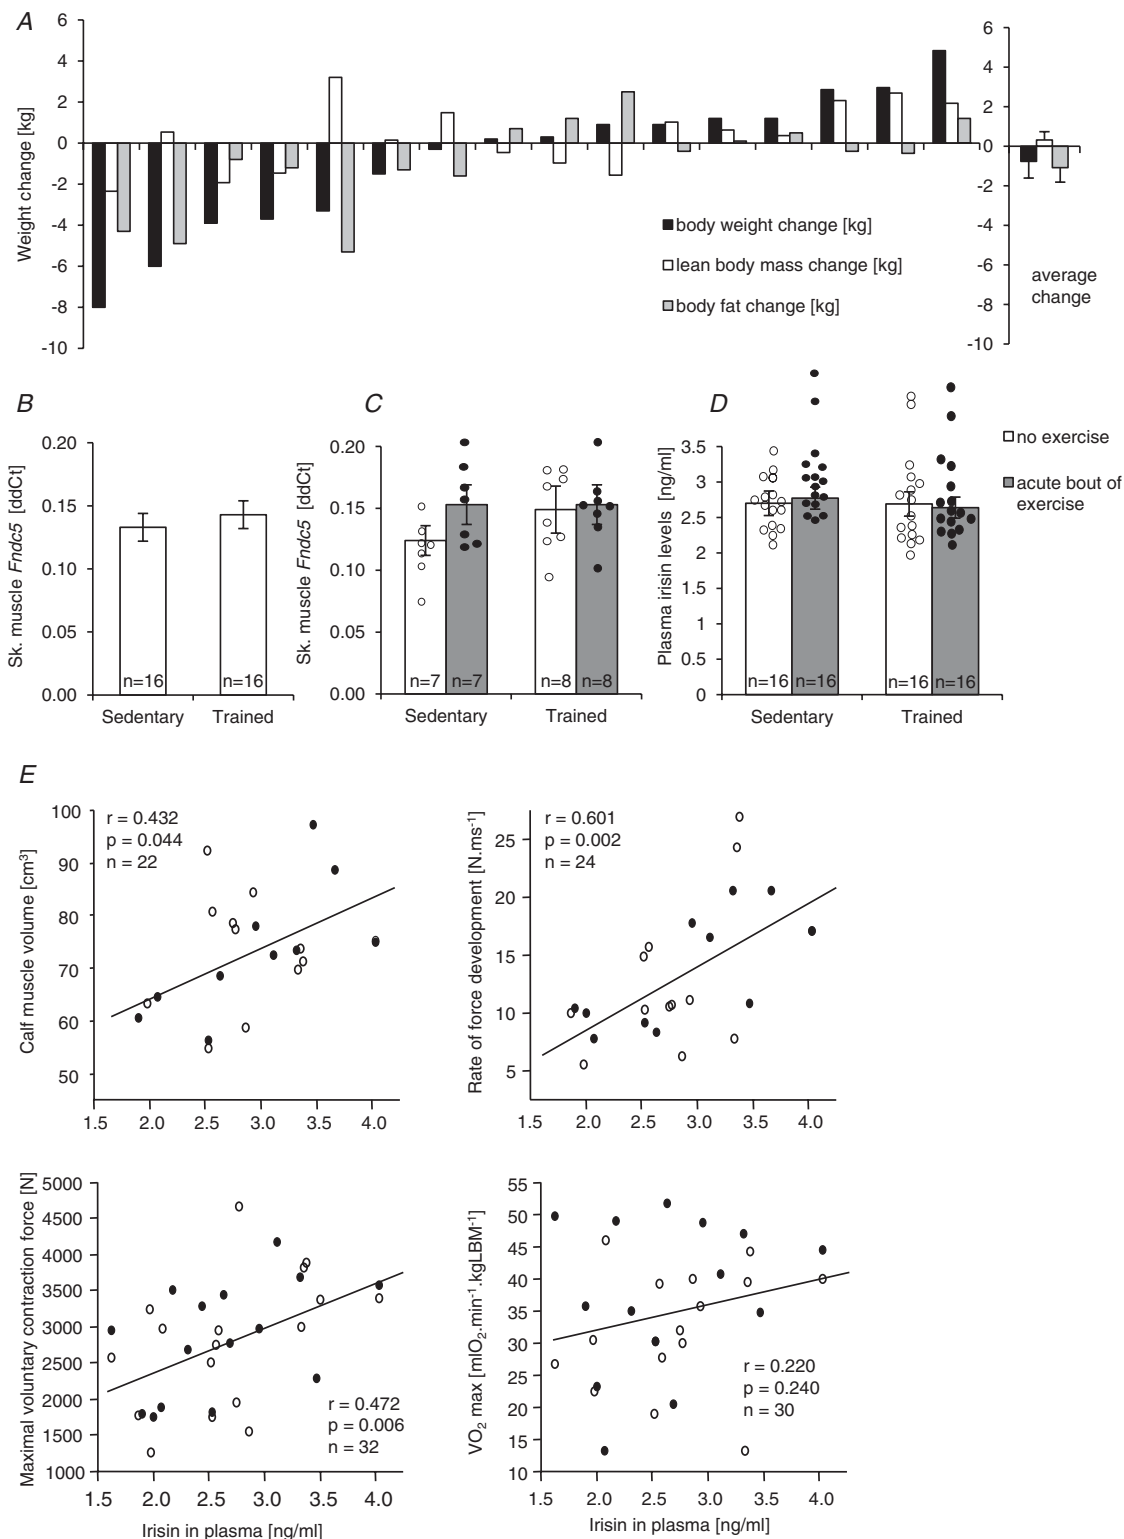 A
6
4
2
0
-2
-4
-6
-8
-10
Weight change [kg]
body weight change [kg]
lean body mass change [kg]
body fat change [kg]
6
4
2
0
-2
-4
-6
-8
-10
average
change
B
0.20
0.15
0.10
0.05
0.00
Sk. muscle Fndc5 [ddCt]
n=16 n=16
Sedentary Trained
C
0.20
0.15
0.10
0.05
0.00
Sk. muscle Fndc5 [ddCt]
n=7 n=7 n=8 n=8
Sedentary Trained
D
3.5
3
2.5
2
1.5
1
0.5
0
Plasma irisin levels [ng/ml]
n=16 n=16 n=16 n=16
Sedentary Trained
no exercise
acute bout of
exercise
E
100
90
80
70
60
50
Calf muscle volume [cm³]
r = 0.432
p = 0.044
n = 22
1.5 2.0 2.5 3.0 3.5 4.0
25
20
15
10
5
Rate of force development [N.ms⁻¹]
r = 0.601
p = 0.002
n = 24
1.5 2.0 2.5 3.0 3.5 4.0
5000
4500
4000
3500
3000
2500
2000
1500
1000
Maximal voluntary contraction force [N]
r = 0.472
p = 0.006
n = 32
1.5 2.0 2.5 3.0 3.5 4.0
Irisin in plasma [ng/ml]
55
50
45
40
35
30
25
20
15
10
VO₂ max [mlO₂.min⁻¹.kgLBM⁻¹]
r = 0.220
p = 0.240
n = 30
1.5 2.0 2.5 3.0 3.5 4.0
Irisin in plasma [ng/ml]